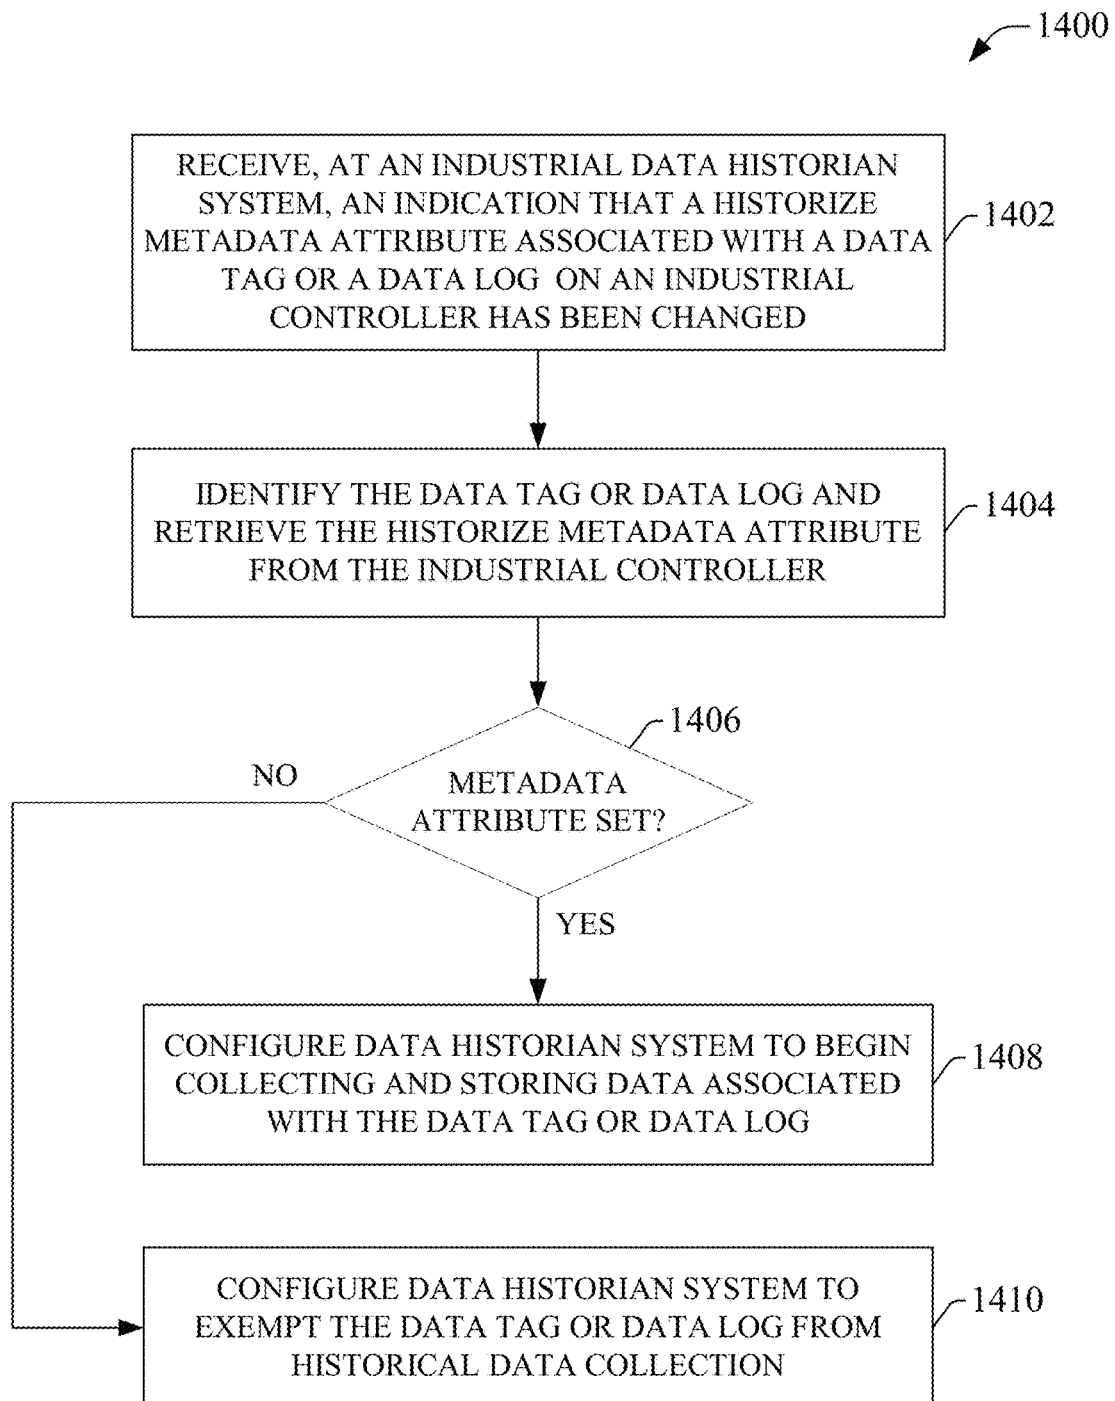 1400
RECEIVE, AT AN INDUSTRIAL DATA HISTORIAN
SYSTEM, AN INDICATION THAT A HISTORIZE
METADATA ATTRIBUTE ASSOCIATED WITH A DATA
TAG OR A DATA LOG ON AN INDUSTRIAL
CONTROLLER HAS BEEN CHANGED
1402
IDENTIFY THE DATA TAG OR DATA LOG AND
RETRIEVE THE HISTORIZE METADATA ATTRIBUTE
FROM THE INDUSTRIAL CONTROLLER
1404
1406
METADATA
ATTRIBUTE SET?
NO
YES
CONFIGURE DATA HISTORIAN SYSTEM TO BEGIN
COLLECTING AND STORING DATA ASSOCIATED
WITH THE DATA TAG OR DATA LOG
1408
CONFIGURE DATA HISTORIAN SYSTEM TO
EXEMPT THE DATA TAG OR DATA LOG FROM
HISTORICAL DATA COLLECTION
1410